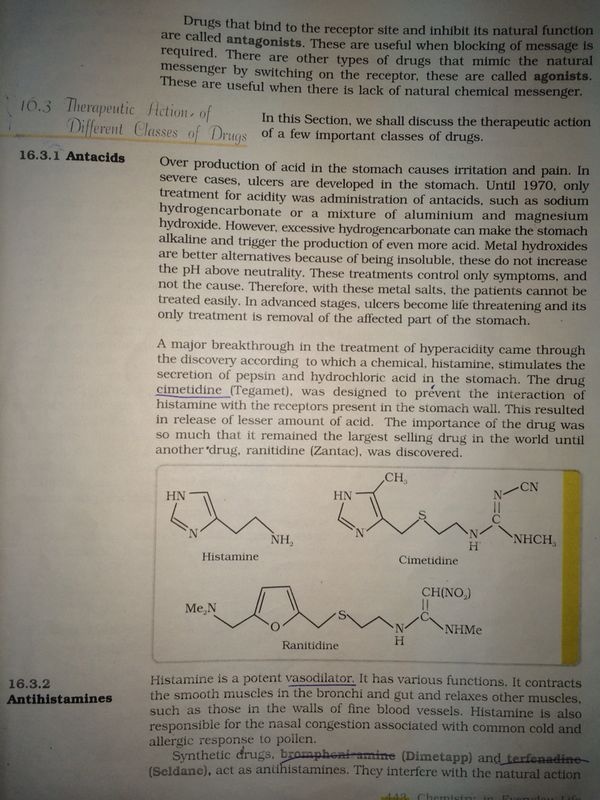 Drugs that bind to the receptor site and inhibit its natural function
are called antagonists. These are useful when blocking of message is
required. There are other types of drugs that mimic the natural
messenger by switching on the receptor, these are called agonists.
These are useful when there is lack of natural chemical messenger.
16.3 Therapeutic Action of
Different Classes of Drugs
In this Section, we shall discuss the therapeutic action
of a few important classes of drugs.
16.3.1 Antacids
Over production of acid in the stomach causes irritation and pain. In
severe cases, ulcers are developed in the stomach. Until 1970, only
treatment for acidity was administration of antacids, such as sodium
hydrogencarbonate or a mixture of aluminium and magnesium
hydroxide. However, excessive hydrogencarbonate can make the stomach
alkaline and trigger the production of even more acid. Metal hydroxides
are better alternatives because of being insoluble, these do not increase
the pH above neutrality. These treatments control only symptoms, and
not the cause. Therefore, with these metal salts, the patients cannot be
treated easily. In advanced stages, ulcers become life threatening and its
only treatment is removal of the affected part of the stomach.
A major breakthrough in the treatment of hyperacidity came through
the discovery according to which a chemical, histamine, stimulates the
secretion of pepsin and hydrochloric acid in the stomach. The drug
cimetidine (Tegamet), was designed to prevent the interaction of
histamine with the receptors present in the stomach wall. This resulted
in release of lesser amount of acid. The importance of the drug was
so much that it remained the largest selling drug in the world until
another drug, ranitidine (Zantac), was discovered.
HN
N
NH₂
Histamine
CH₃
HN
N
S
N
H
C
N
CN
NHCH₃
Cimetidine
Me₂N
O
S
N
H
C
CH(NO₂)
NHMe
Ranitidine
16.3.2
Antihistamines
Histamine is a potent vasodilator. It has various functions. It contracts
the smooth muscles in the bronchi and gut and relaxes other muscles,
such as those in the walls of fine blood vessels. Histamine is also
responsible for the nasal congestion associated with common cold and
allergic response to pollen.
Synthetic drugs, brompheniramine (Dimetapp) and terfenadine
(Seldane), act as antihistamines. They interfere with the natural action
443 Chemistry in Everyday Life